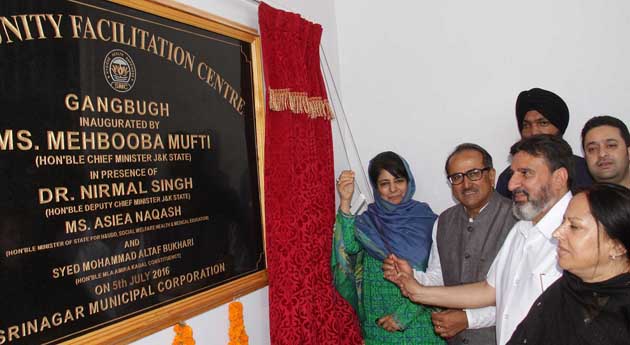 NITY FACILITATION CENTRE
SMC
GANGBUGH
INAUGURATED BY
MS. MEHBOOBA MUFTI
(HON'BLE CHIEF MINISTER J&K STATE)
IN PRESENCE OF
DR. NIRMAL SINGH
(HON'BLE DEPUTY CHIEF MINISTER J&K STATE)
MS. ASIEA NAQASH
(HON'BLE MINISTER OF STATE FOR H&UDD, SOCIAL WELFARE HEALTH & MEDICAL EDUCATION)
AND
SYED MOHAMMAD ALTAF BUKHARI
(HON'BLE MLA AMIRA KADAL CONSTITUENCY)
ON 5th JULY 2016
SRINAGAR MUNICIPAL CORPORATION